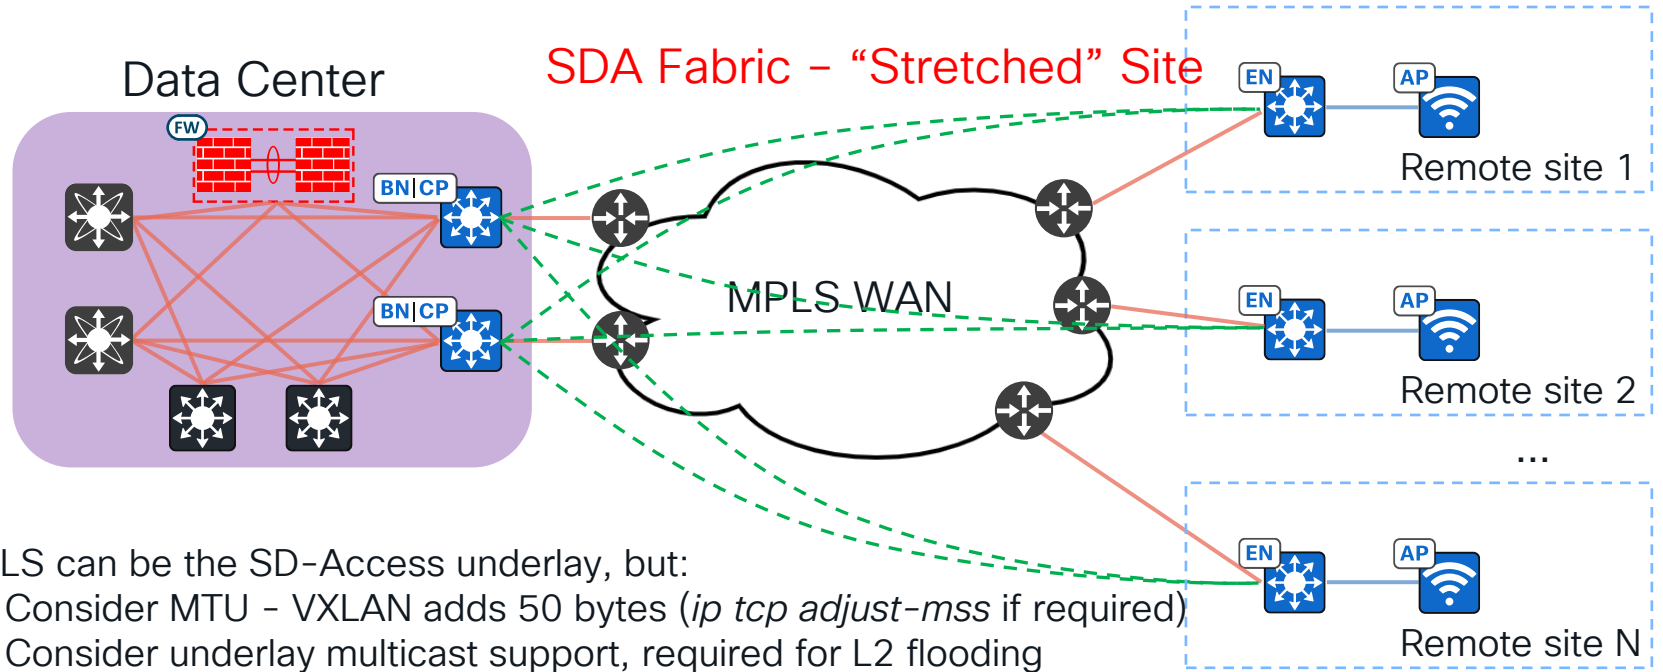 SDA Fabric – “Stretched” Site
Data Center
FW
BN|CP
BN|CP
MPLS WAN
EN
AP
Remote site 1
EN
AP
Remote site 2
...
EN
AP
Remote site N
LS can be the SD-Access underlay, but:
Consider MTU - VXLAN adds 50 bytes (ip tcp adjust-mss if required)
Consider underlay multicast support, required for L2 flooding